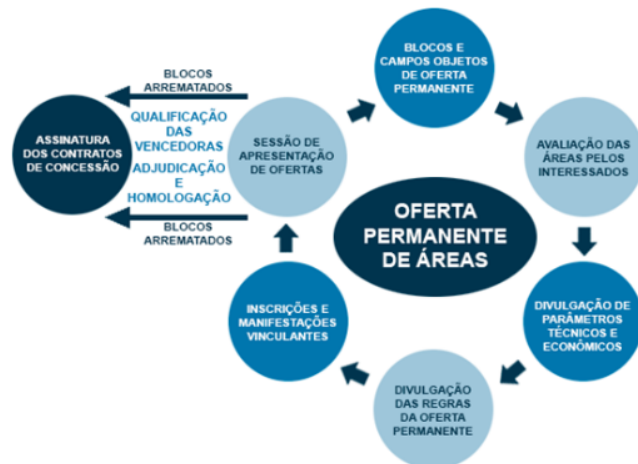 BLOCOS E
CAMPOS OBJETOS
DE OFERTA
PERMANENTE
AVALIAÇÃO DAS
ÁREAS PELOS
INTERESSADOS
DIVULGAÇÃO DE
PARÂMETROS
TÉCNICOS E
ECONÔMICOS
DIVULGAÇÃO
DAS REGRAS
DA OFERTA
PERMANENTE
INSCRIÇÕES E
MANIFESTAÇÕES
VINCULANTES
SESSÃO DE
APRESENTAÇÃO
DE OFERTAS
BLOCOS
ARREMATADOS
QUALIFICAÇÃO
DAS
VENCEDORAS
ADJUDICAÇÃO
E
HOMOLOGAÇÃO
BLOCOS
ARREMATADOS
ASSINATURA
DOS CONTRATOS
DE CONCESSÃO
OFERTA
PERMANENTE
DE ÁREAS